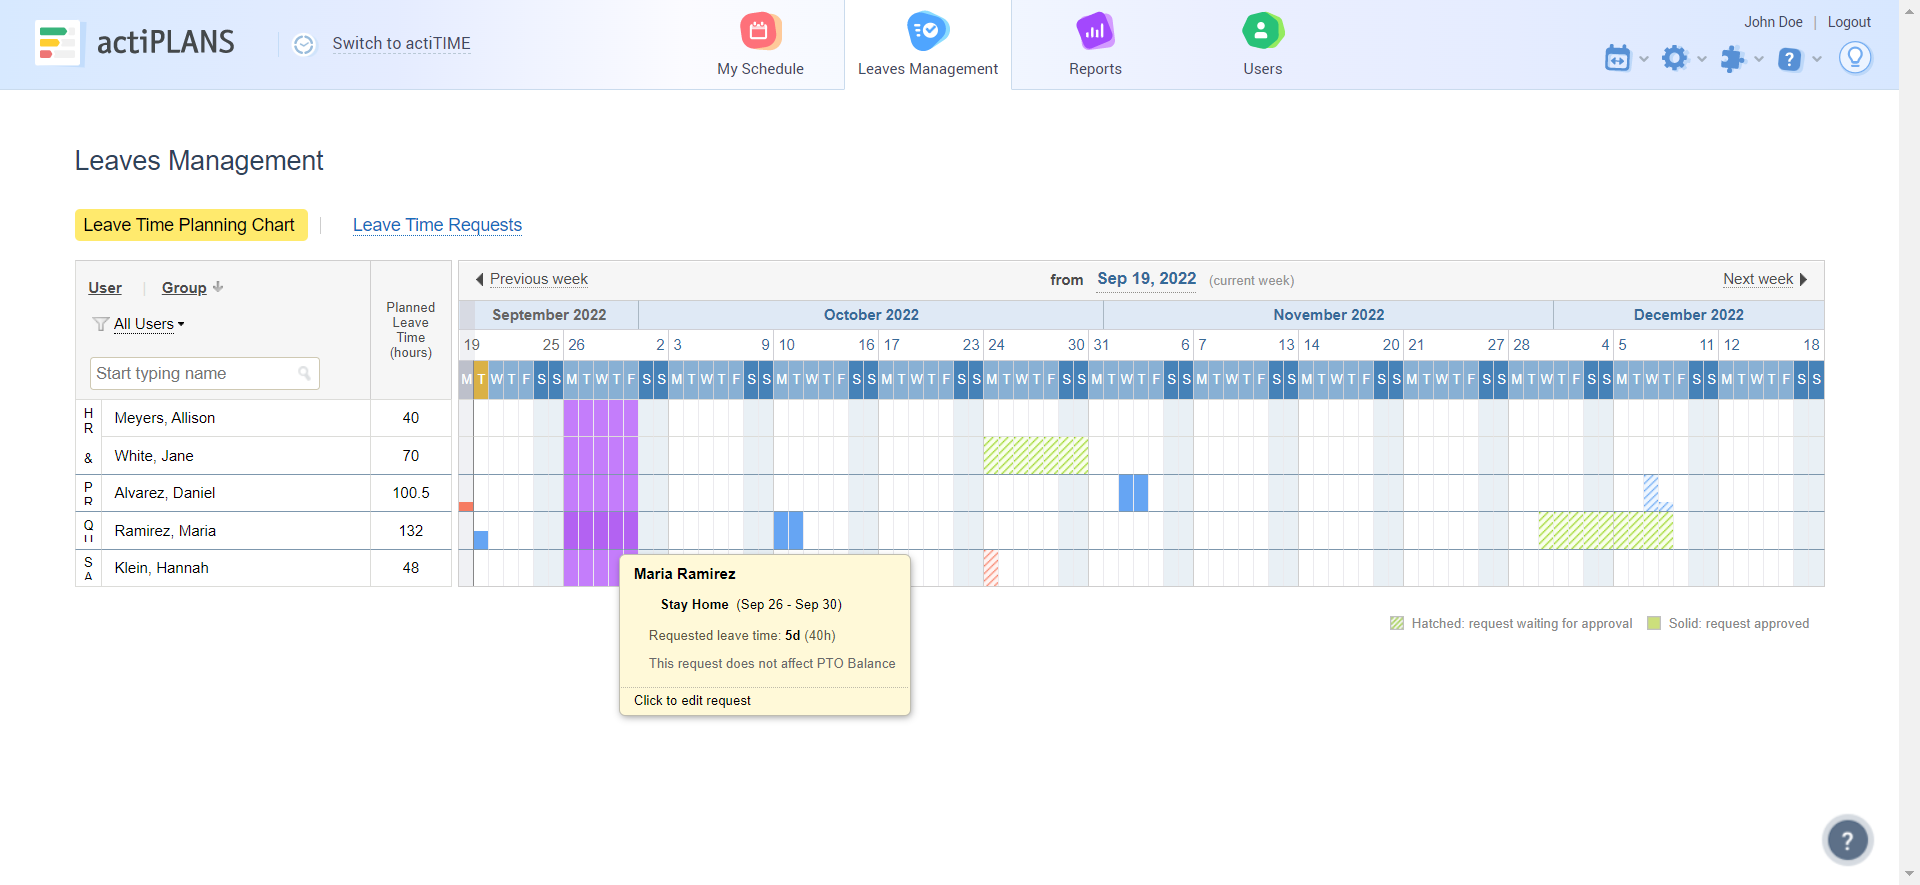 actiPLANS
Switch to actiTIME
My Schedule
Leaves Management
Reports
Users
John Doe | Logout
Leaves Management
Leave Time Planning Chart
Leave Time Requests
User | Group
All Users
Start typing name
Planned
Leave
Time
(hours)
Previous week
from Sep 19, 2022 (current week)
Next week
September 2022 October 2022 November 2022 December 2022
19 25 26 2 3 9 10 16 17 23 24 30 31 6 7 13 14 20 21 27 28 4 5 11 12 18
M T W T F S S M T W T F S S M T W T F S S M T W T F S S M T W T F S S M T W T F S S M T W T F S S M T W T F S S M T W T F S S M T W T F S S M T W T F S S M T W T F S S M T W T F S S
H
R
&
Meyers, Allison 40
White, Jane 70
P
R
Alvarez, Daniel 100.5
Q
U
Ramirez, Maria 132
S
A
Klein, Hannah 48
Maria Ramirez
Stay Home (Sep 26 - Sep 30)
Requested leave time: 5d (40h)
This request does not affect PTO Balance
Click to edit request
Hatched: request waiting for approval
Solid: request approved
?